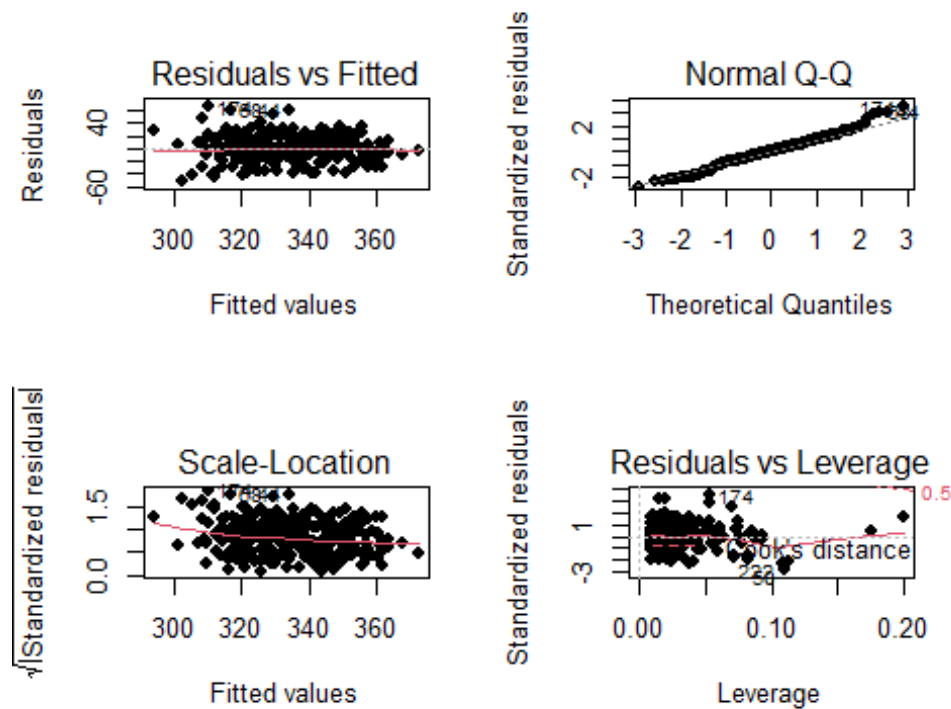 Residuals vs Fitted
Residuals
40
-60
300 320 340 360
Fitted values
Normal Q-Q
Standardized residuals
2
-2
-3 -2 -1 0 1 2 3
Theoretical Quantiles
Scale-Location
√|Standardized residuals|
1.5
0.0
300 320 340 360
Fitted values
Residuals vs Leverage
Standardized residuals
1
-3
174
0.5
Cook's distance
0.00 0.10 0.20
Leverage